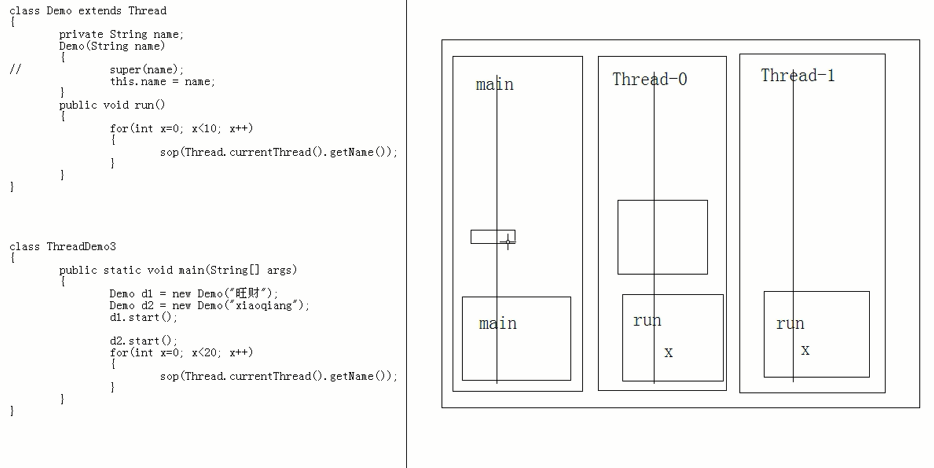 class Demo extends Thread
{
private String name;
Demo(String name)
{
// super(name);
this.name = name;
}
public void run()
{
for(int x=0; x<10; x++)
{
sop(Thread.currentThread().getName());
}
}
}
class ThreadDemo3
{
public static void main(String[] args)
{
Demo d1 = new Demo("旺财");
Demo d2 = new Demo("xiaoqiang");
d1.start();
d2.start();
for(int x=0; x<20; x++)
{
sop(Thread.currentThread().getName());
}
}
}
main
Thread-0
Thread-1
main
run
x
run
x